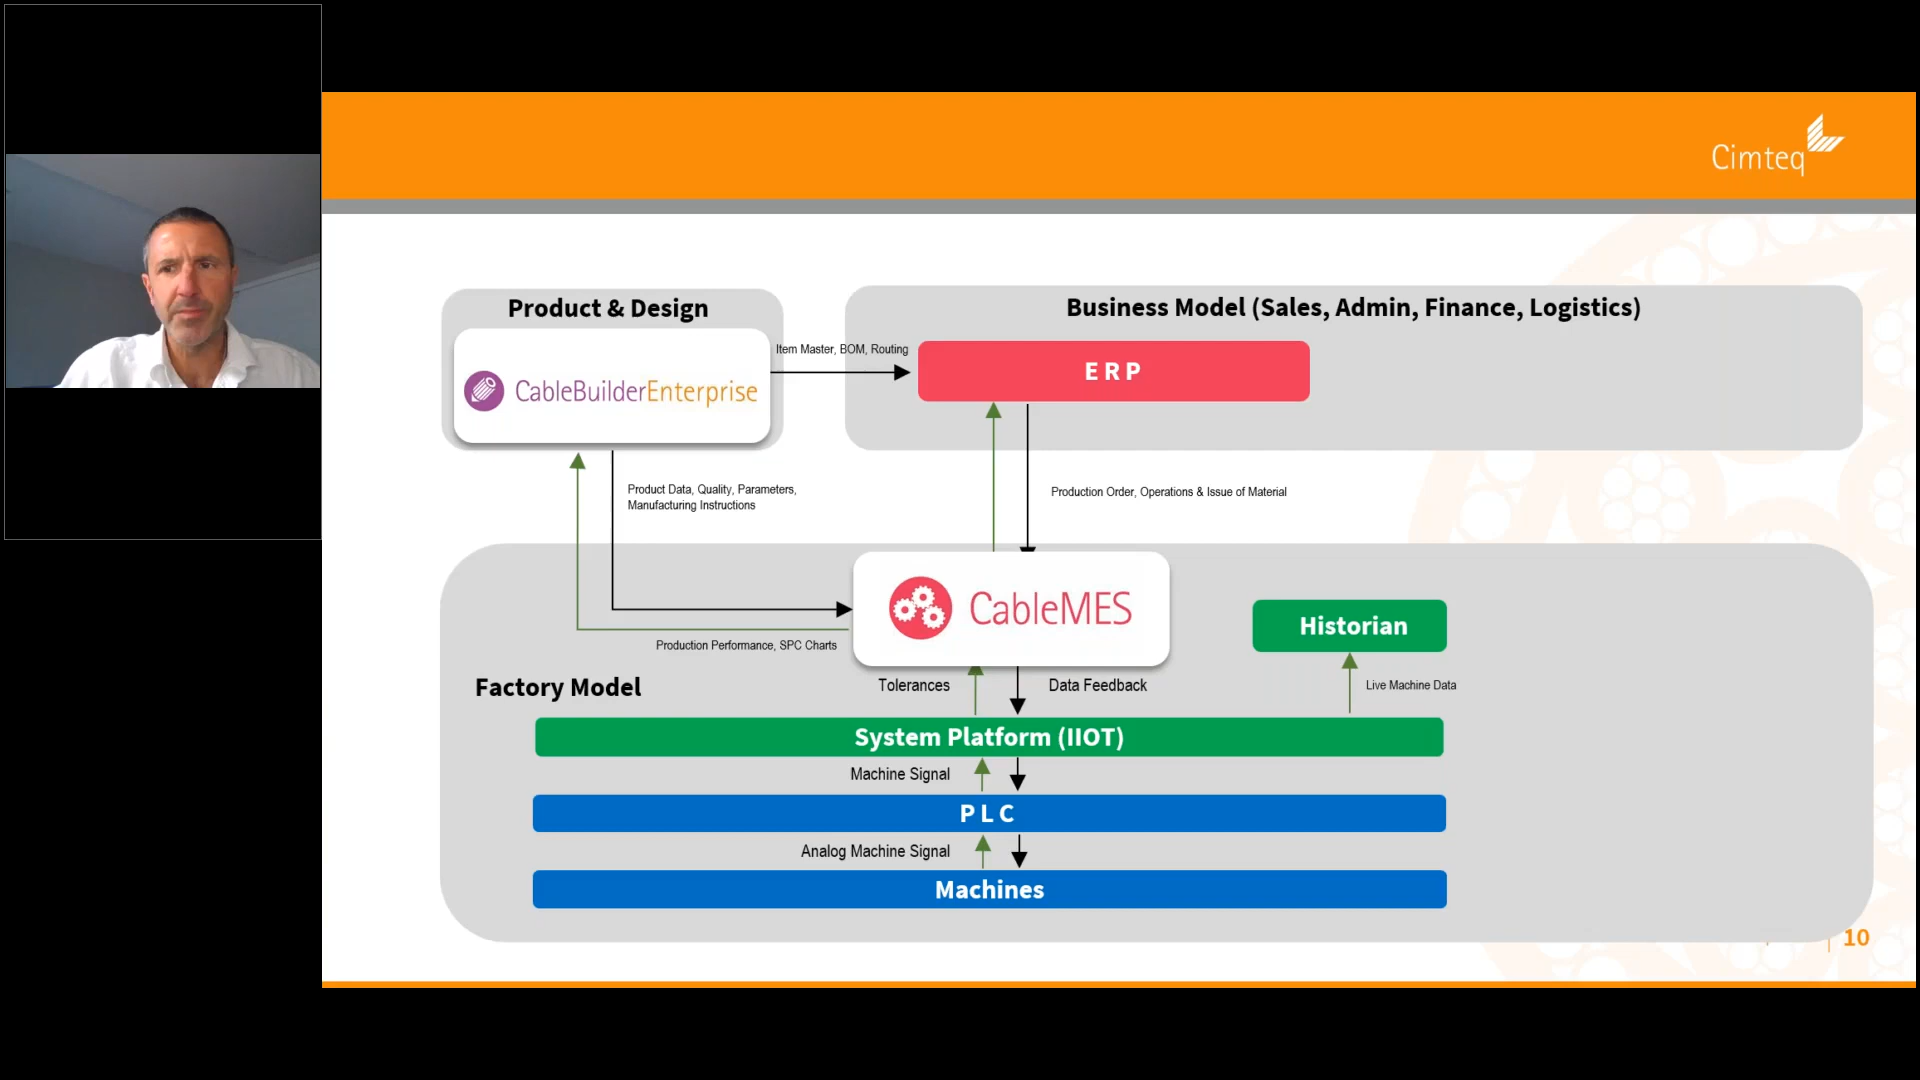 Cimteq
Product & Design
Business Model (Sales, Admin, Finance, Logistics)
CableBuilderEnterprise
Item Master, BOM, Routing
ERP
Product Data, Quality, Parameters,
Manufacturing Instructions
Production Order, Operations & Issue of Material
CableMES
Historian
Production Performance, SPC Charts
Factory Model
Tolerances
Data Feedback
Live Machine Data
System Platform (IIOT)
Machine Signal
PLC
Analog Machine Signal
Machines
10